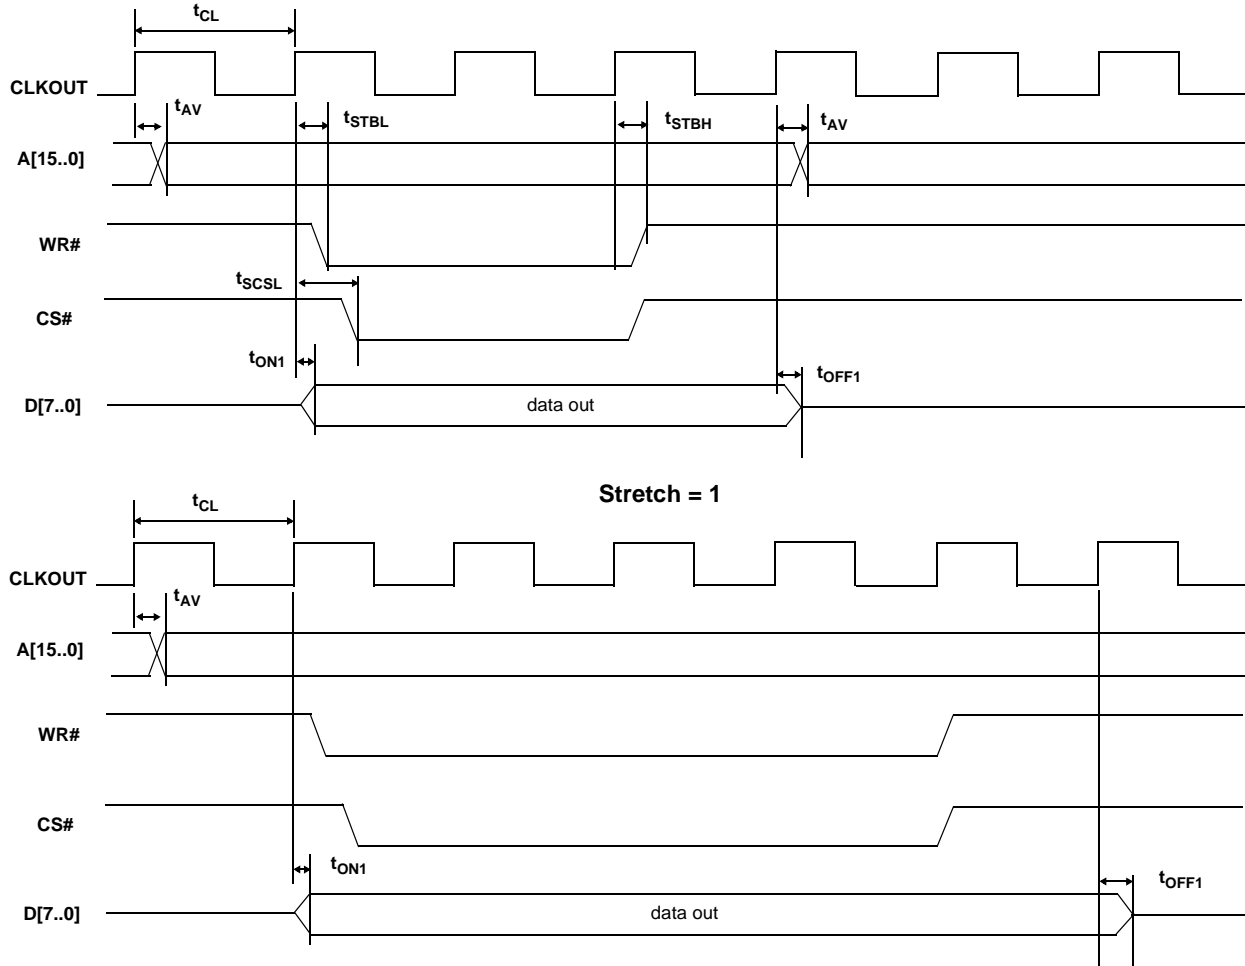 tCL
CLKOUT
tAV
tSTBL
tSTBH
tAV
A[15..0]
WR#
tSCSL
CS#
tON1
tOFF1
D[7..0]
data out
Stretch = 1
tCL
CLKOUT
tAV
A[15..0]
WR#
CS#
tON1
tOFF1
D[7..0]
data out